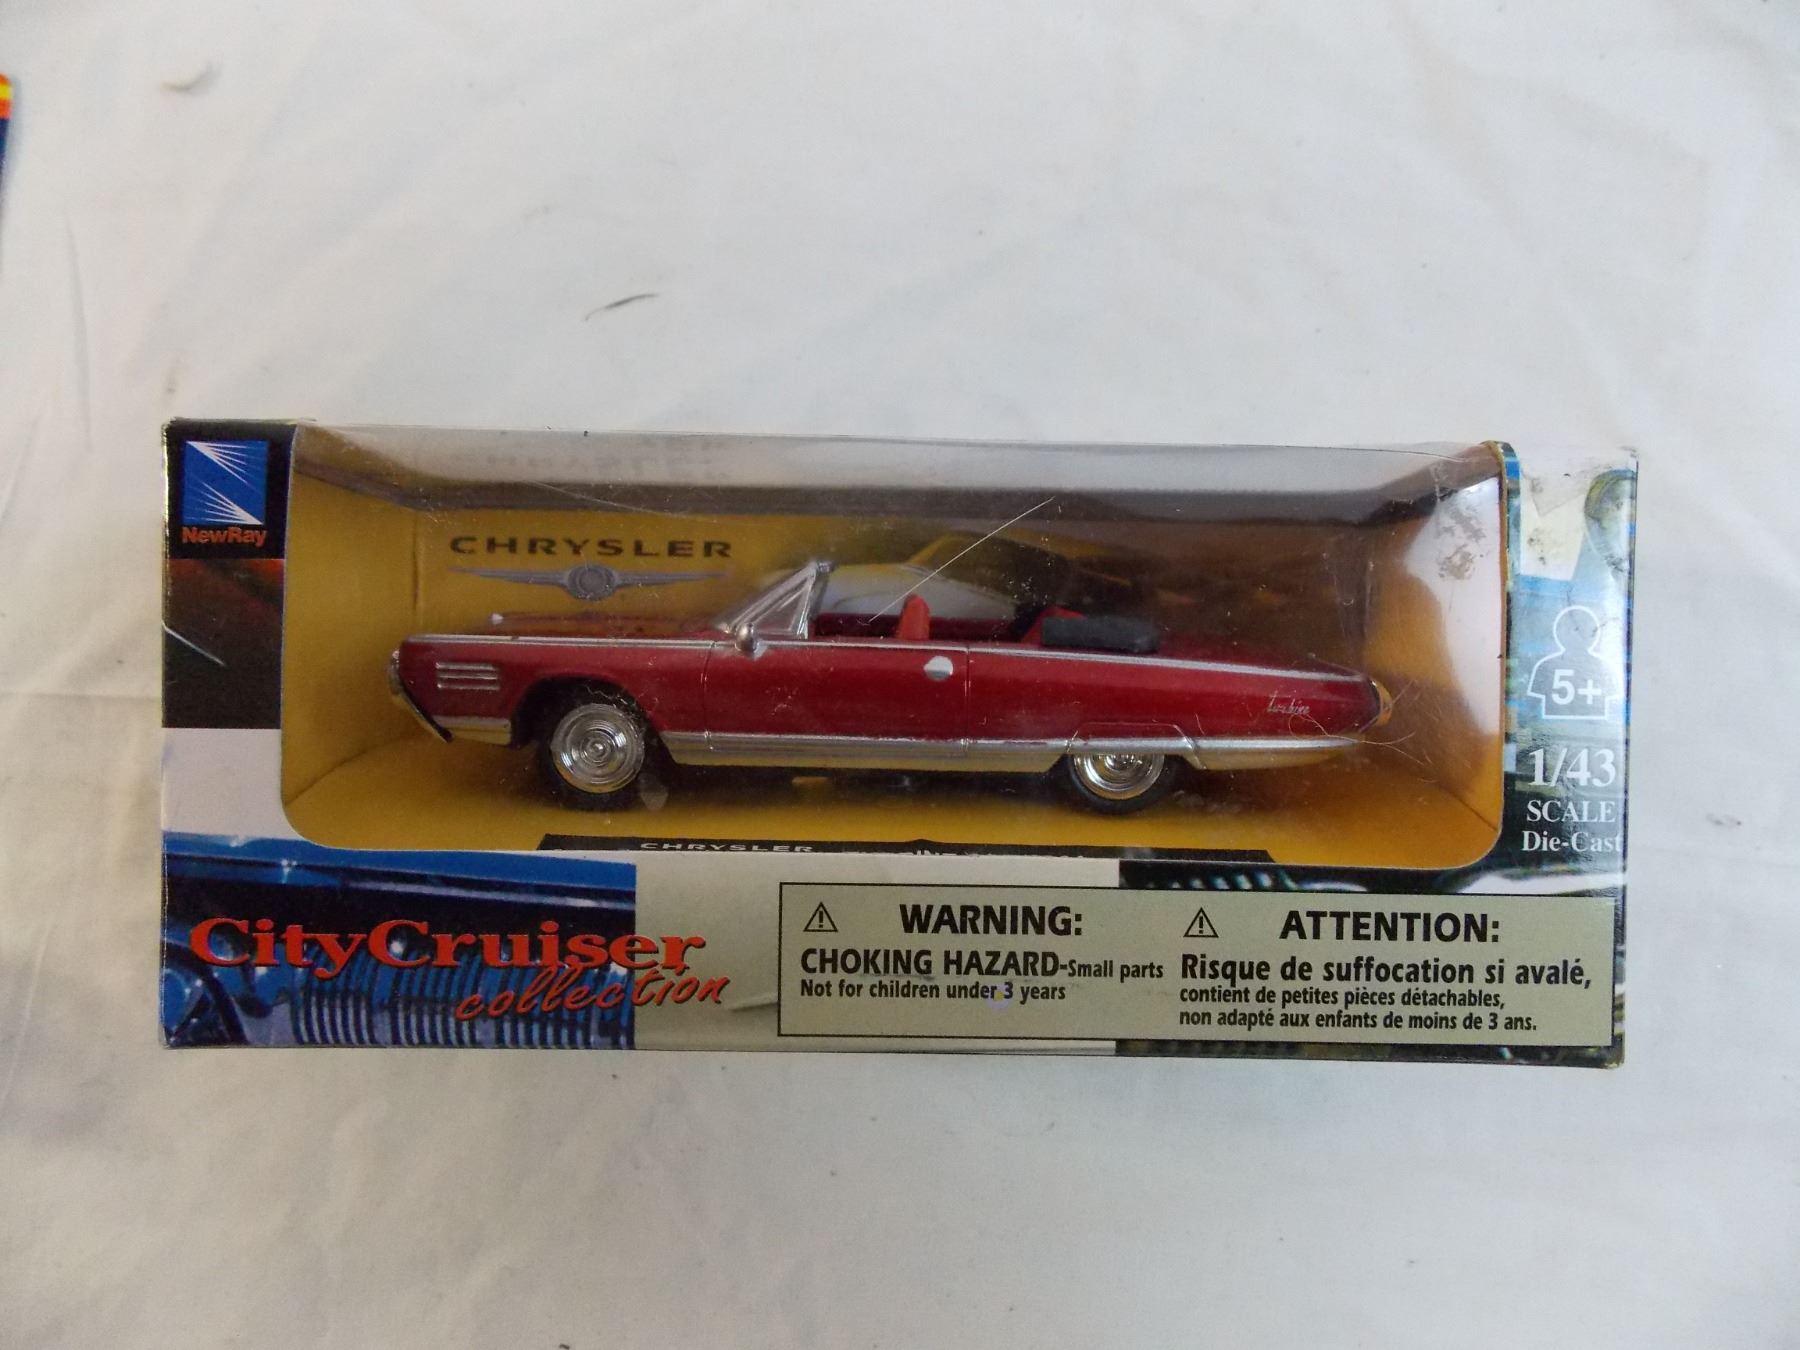 NewRay
CHRYSLER
turbine
5+
1/43
SCALE
Die-Cast
CHRYSLER
CityCruiser
collection
WARNING:
CHOKING HAZARD-Small parts
Not for children under 3 years
ATTENTION:
Risque de suffocation si avalé,
contient de petites pièces détachables,
non adapté aux enfants de moins de 3 ans.